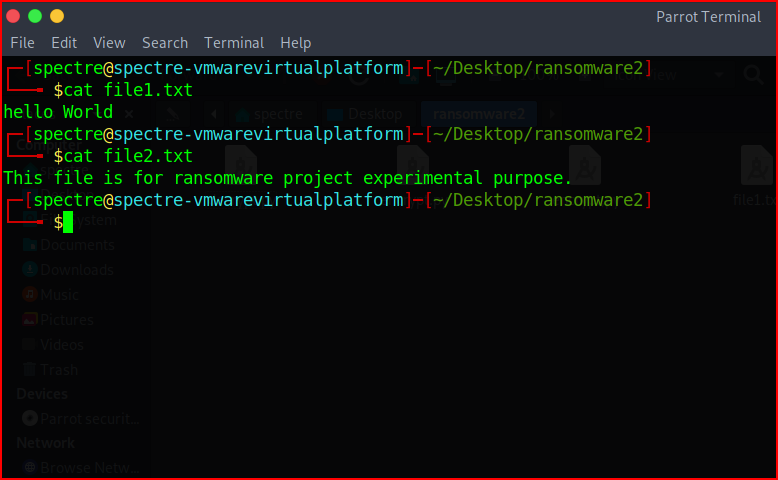 Parrot Terminal
File Edit View Search Terminal Help
┌─[spectre@spectre-vmwarevirtualplatform]─[~/Desktop/ransomware2]
└──╼ $cat file1.txt
hello World
┌─[spectre@spectre-vmwarevirtualplatform]─[~/Desktop/ransomware2]
└──╼ $cat file2.txt
This file is for ransomware project experimental purpose.
┌─[spectre@spectre-vmwarevirtualplatform]─[~/Desktop/ransomware2]
└──╼ $
spectre Desktop ransomware2
Documents
Downloads
Music
Pictures
Videos
Trash
Devices
Parrot securit...
Network
Browse Netw...